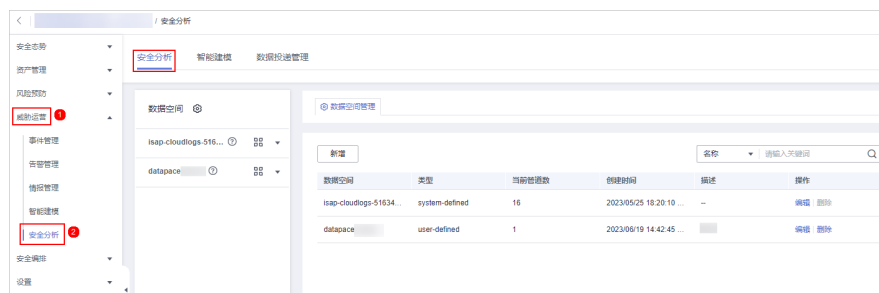 / 安全分析
安全态势
资产管理
风险预防
威胁运营 1
事件管理
告警管理
情报管理
智能建模
安全分析 2
安全编排
设置
安全分析 智能建模 数据投递管理
数据空间
isap-cloudlogs-516...
datapace
数据空间管理
新增
名称 请输入关键词
数据空间 类型 当前管道数 创建时间 描述 操作
isap-cloudlogs-51634... system-defined 16 2023/05/25 18:20:10 ... -- 编辑 删除
datapace user-defined 1 2023/06/19 14:42:45 ... 编辑 删除